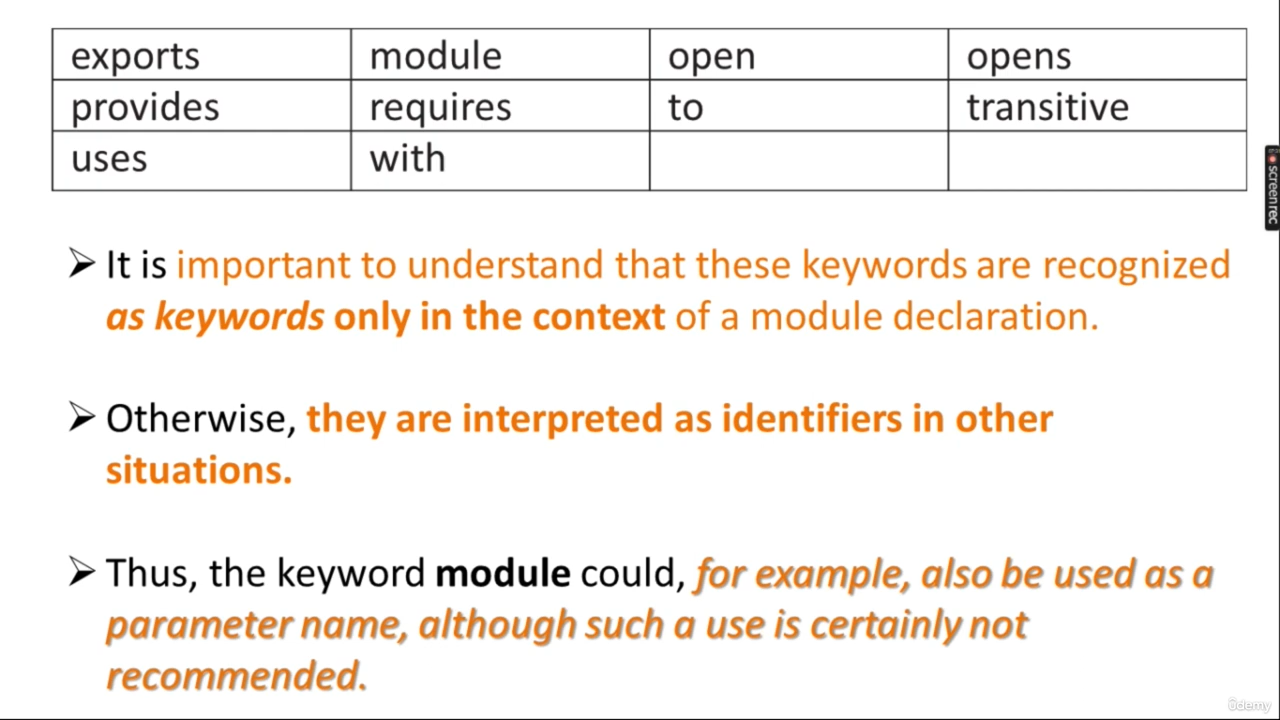 exports module open opens
provides requires to transitive
uses with
➢ It is important to understand that these keywords are recognized
as keywords only in the context of a module declaration.
➢ Otherwise, they are interpreted as identifiers in other
situations.
➢ Thus, the keyword module could, for example, also be used as a
parameter name, although such a use is certainly not
recommended.
screenrec
ûdemy